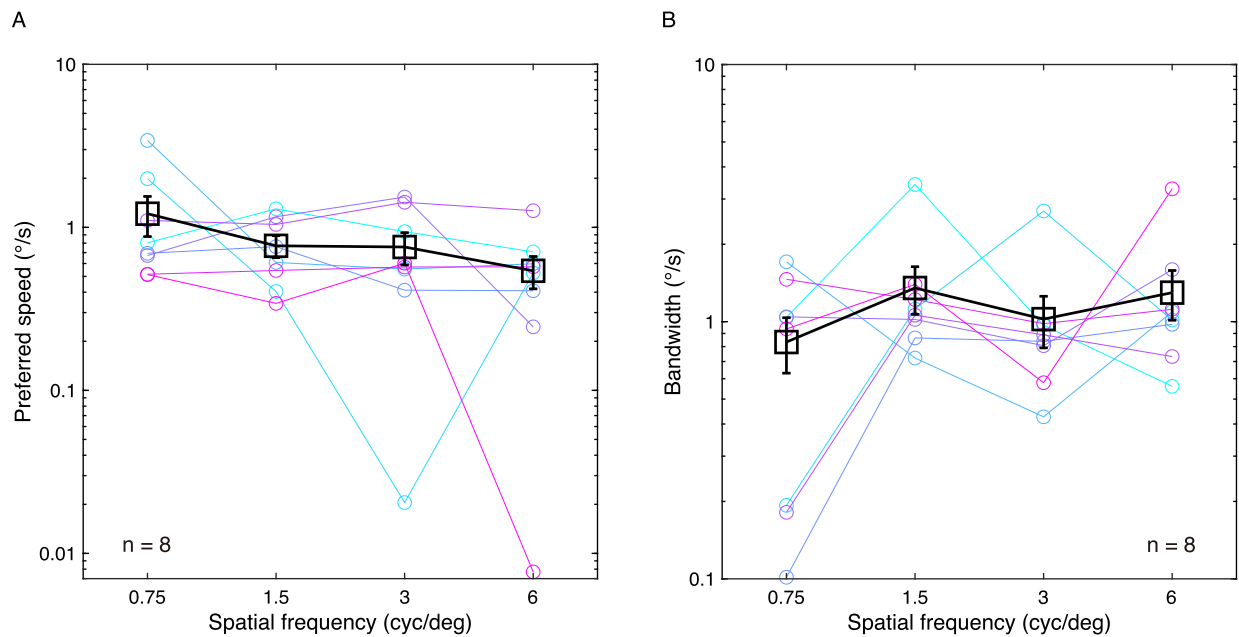 A
B
10
1
0.1
0.01
Preferred speed (°/s)
n = 8
0.75
1.5
3
6
Spatial frequency (cyc/deg)
10
1
0.1
Bandwidth (°/s)
n = 8
0.75
1.5
3
6
Spatial frequency (cyc/deg)